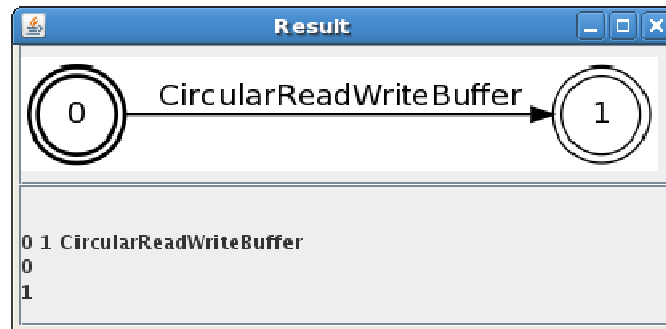 Result
CircularReadWriteBuffer
0 1
0 1 CircularReadWriteBuffer
0
1